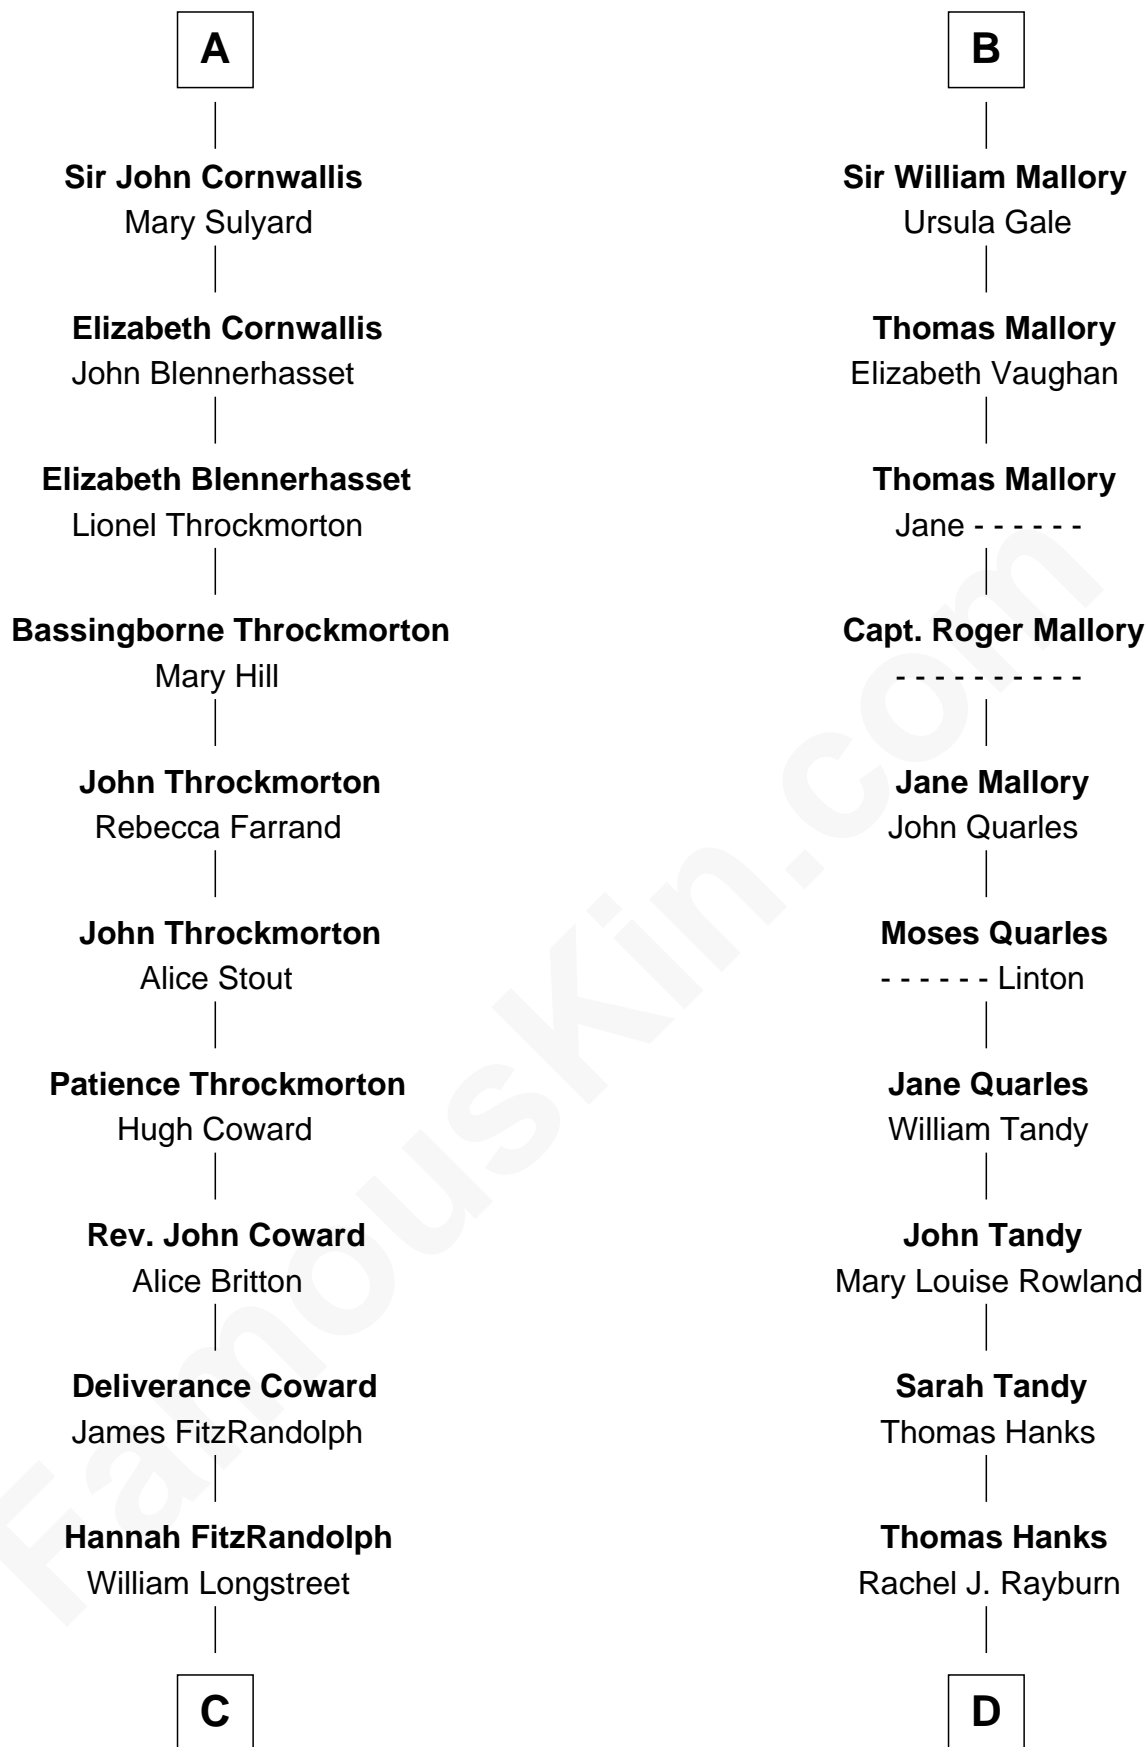 A
Sir John Cornwallis
Mary Sulyard
Elizabeth Cornwallis
John Blennerhasset
Elizabeth Blennerhasset
Lionel Throckmorton
Bassingborne Throckmorton
Mary Hill
John Throckmorton
Rebecca Farrand
John Throckmorton
Alice Stout
Patience Throckmorton
Hugh Coward
Rev. John Coward
Alice Britton
Deliverance Coward
James FitzRandolph
Hannah FitzRandolph
William Longstreet
C
B
Sir William Mallory
Ursula Gale
Thomas Mallory
Elizabeth Vaughan
Thomas Mallory
Jane - - - - - -
Capt. Roger Mallory
- - - - - - - - - -
Jane Mallory
John Quarles
Moses Quarles
- - - - - - Linton
Jane Quarles
William Tandy
John Tandy
Mary Louise Rowland
Sarah Tandy
Thomas Hanks
Thomas Hanks
Rachel J. Rayburn
D
FamousKin.com